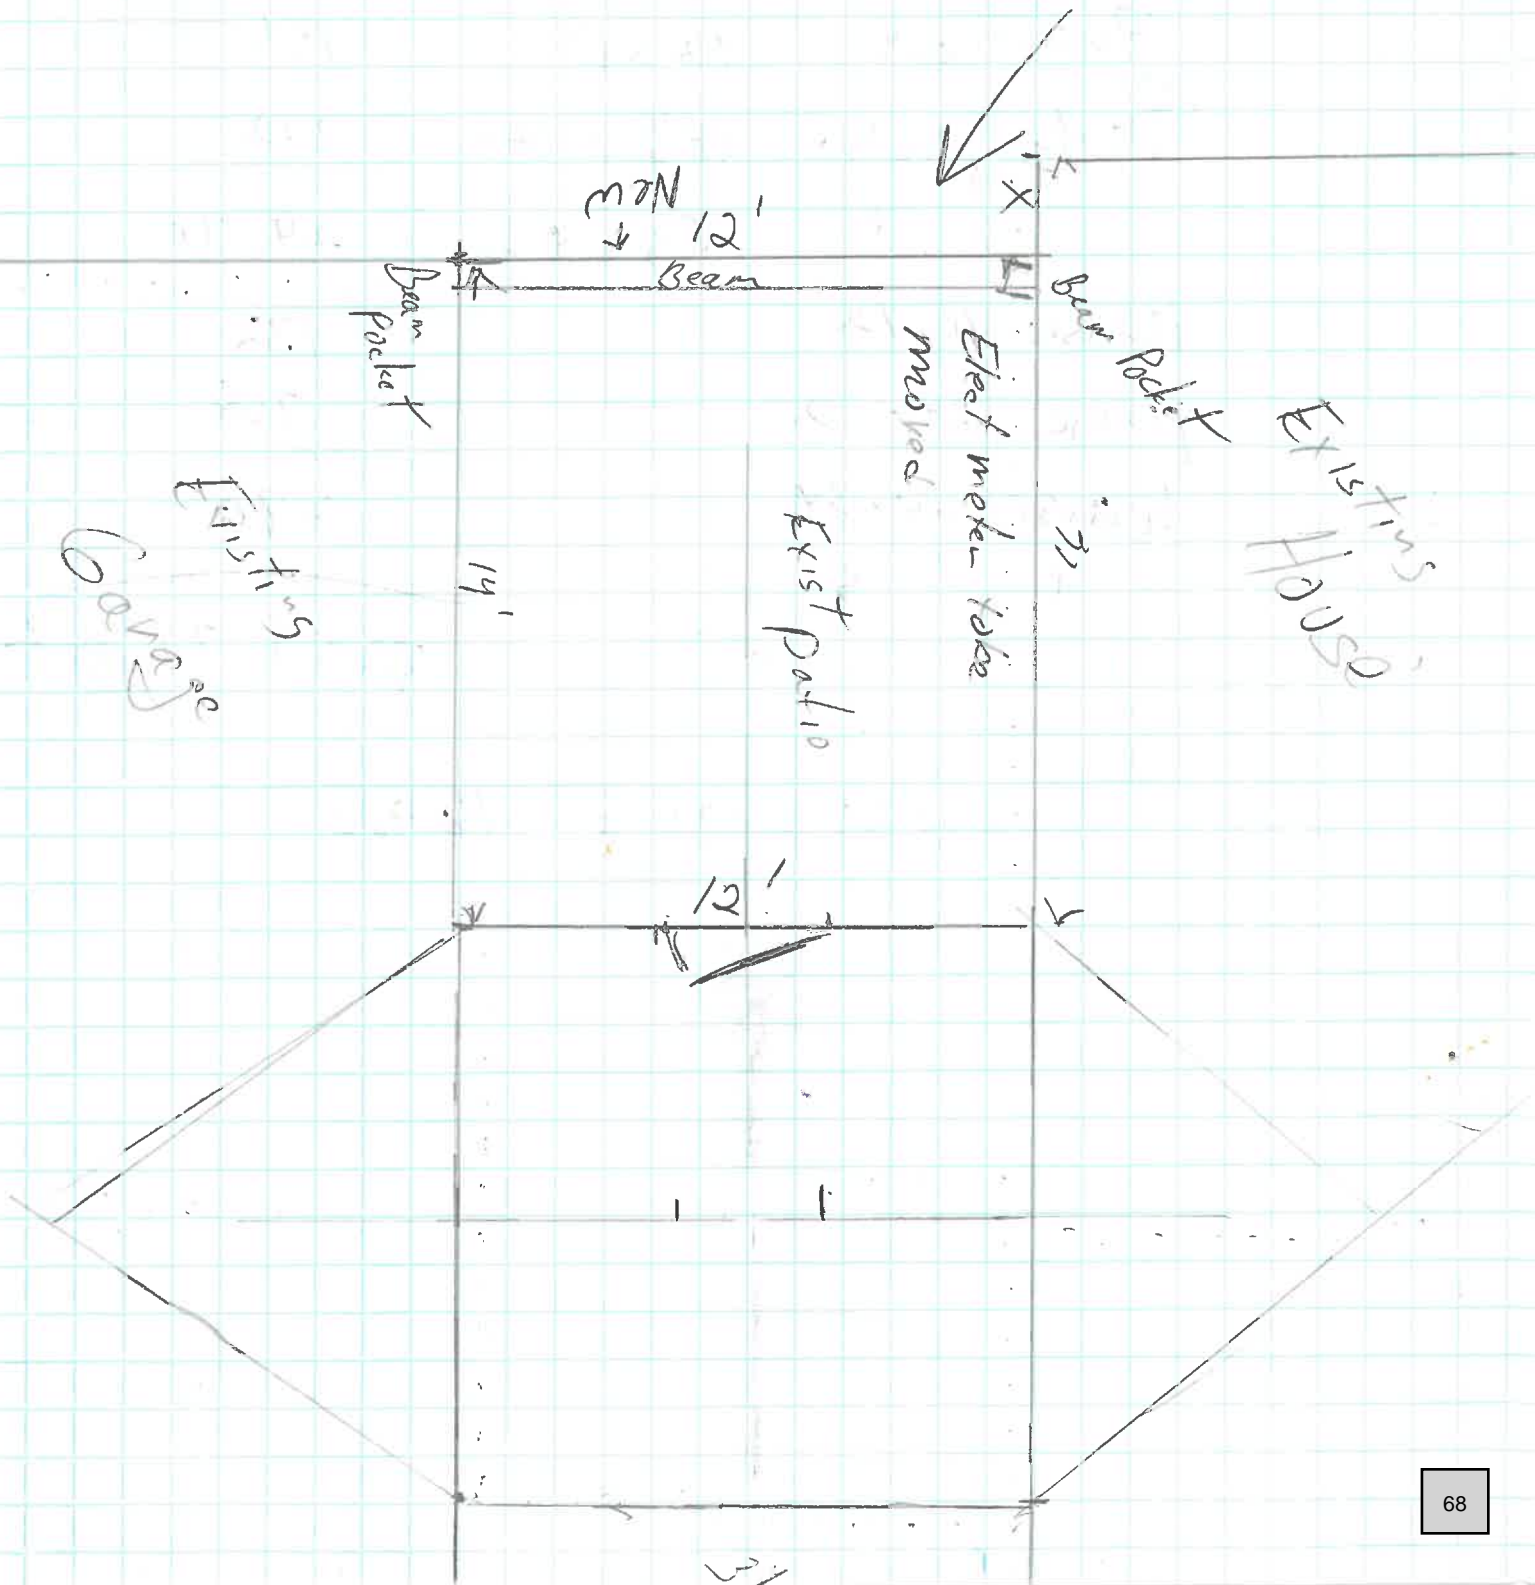 New
12'
Beam
Beam
Pocket
Beam Pocket
Elect meter to be
moved
Existing
House
Exist patio
14'
Existing
Garage
12'
68